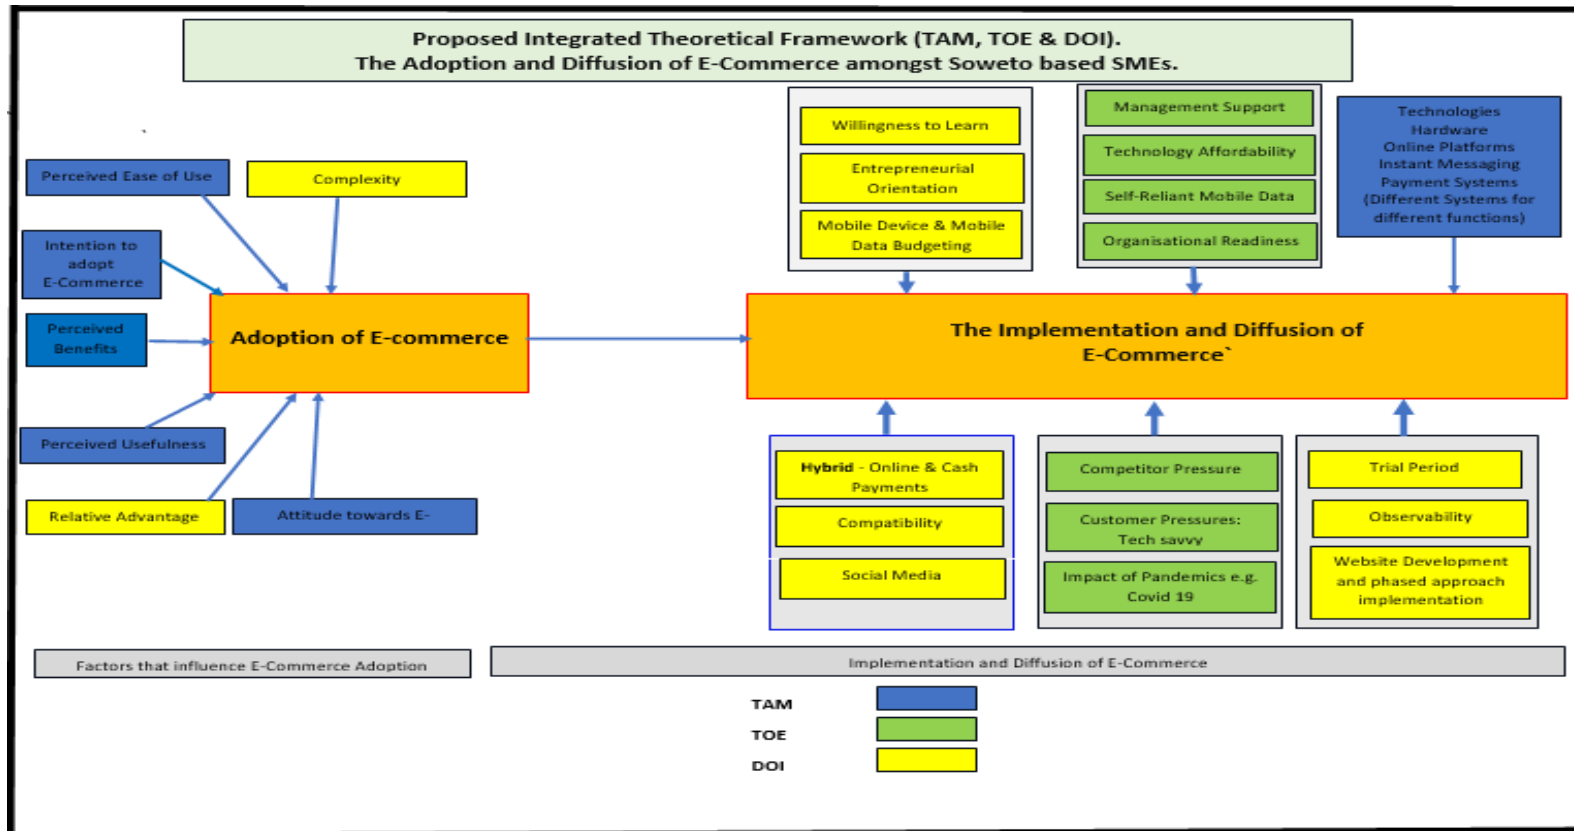 Proposed Integrated Theoretical Framework (TAM, TOE & DOI).
The Adoption and Diffusion of E-Commerce amongst Soweto based SMEs.
Perceived Ease of Use
Complexity
Intention to
adopt
E-Commerce
Perceived
Benefits
Perceived Usefulness
Relative Advantage
Attitude towards E-
Adoption of E-commerce
Willingness to Learn
Entrepreneurial
Orientation
Mobile Device & Mobile
Data Budgeting
Management Support
Technology Affordability
Self-Reliant Mobile Data
Organisational Readiness
Technologies
Hardware
Online Platforms
Instant Messaging
Payment Systems
(Different Systems for
different functions)
The Implementation and Diffusion of
E-Commerce`
Hybrid - Online & Cash
Payments
Compatibility
Social Media
Competitor Pressure
Customer Pressures:
Tech savvy
Impact of Pandemics e.g.
Covid 19
Trial Period
Observability
Website Development
and phased approach
implementation
Factors that influence E-Commerce Adoption
Implementation and Diffusion of E-Commerce
TAM
TOE
DOI